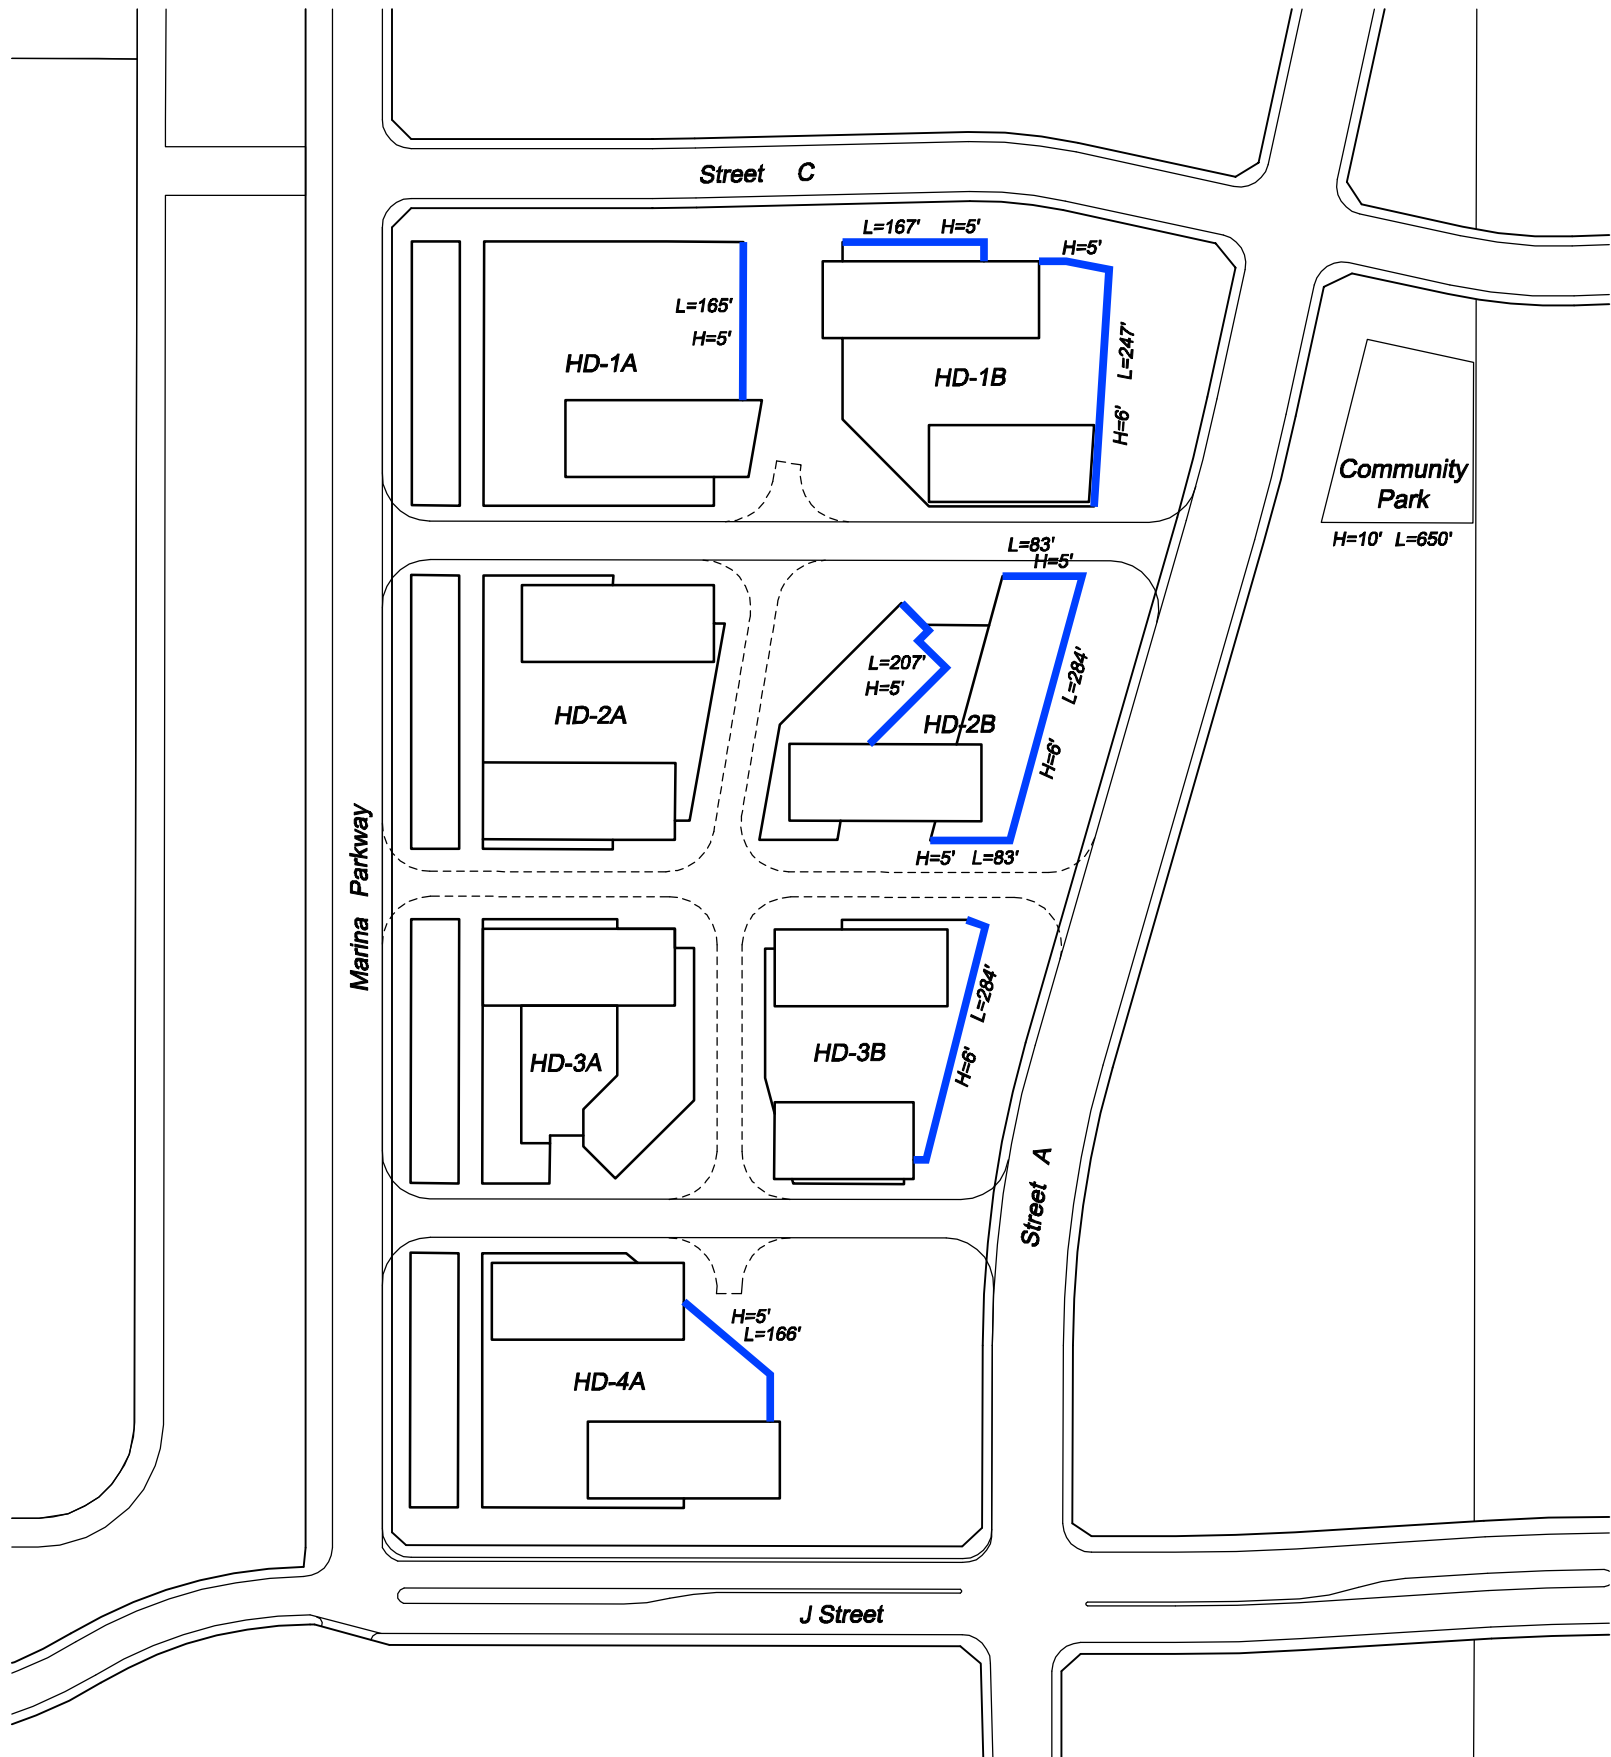 Street C
L=167' H=5'
H=5'
L=165'
H=5'
L=247'
HD-1A
HD-1B
H=6'
Community
Park
H=10' L=650'
L=83'
H=5'
L=207'
H=5'
L=284'
HD-2A
HD-2B
H=6'
H=5' L=83'
Marina Parkway
L=284'
HD-3A
HD-3B
H=6'
Street A
H=5'
L=166'
HD-4A
J Street